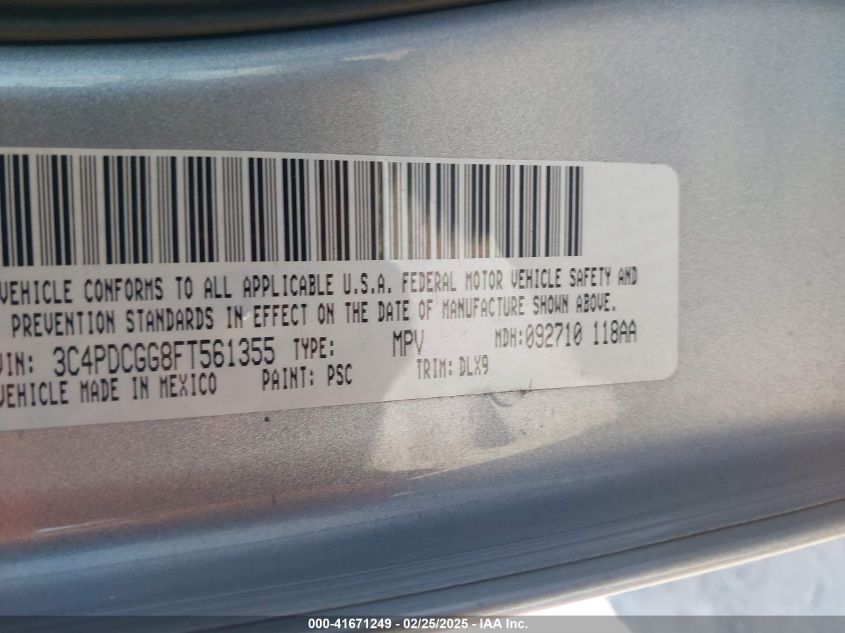 VEHICLE CONFORMS TO ALL APPLICABLE U.S.A. FEDERAL MOTOR VEHICLE SAFETY AND
PREVENTION STANDARDS IN EFFECT ON THE DATE OF MANUFACTURE SHOWN ABOVE.
VIN: 3C4PDCGG8FT561355 TYPE: MPV MDH:092710 118AA
VEHICLE MADE IN MEXICO PAINT: PSC TRIM: DLX9
000-41671249 - 02/25/2025 - IAA Inc.